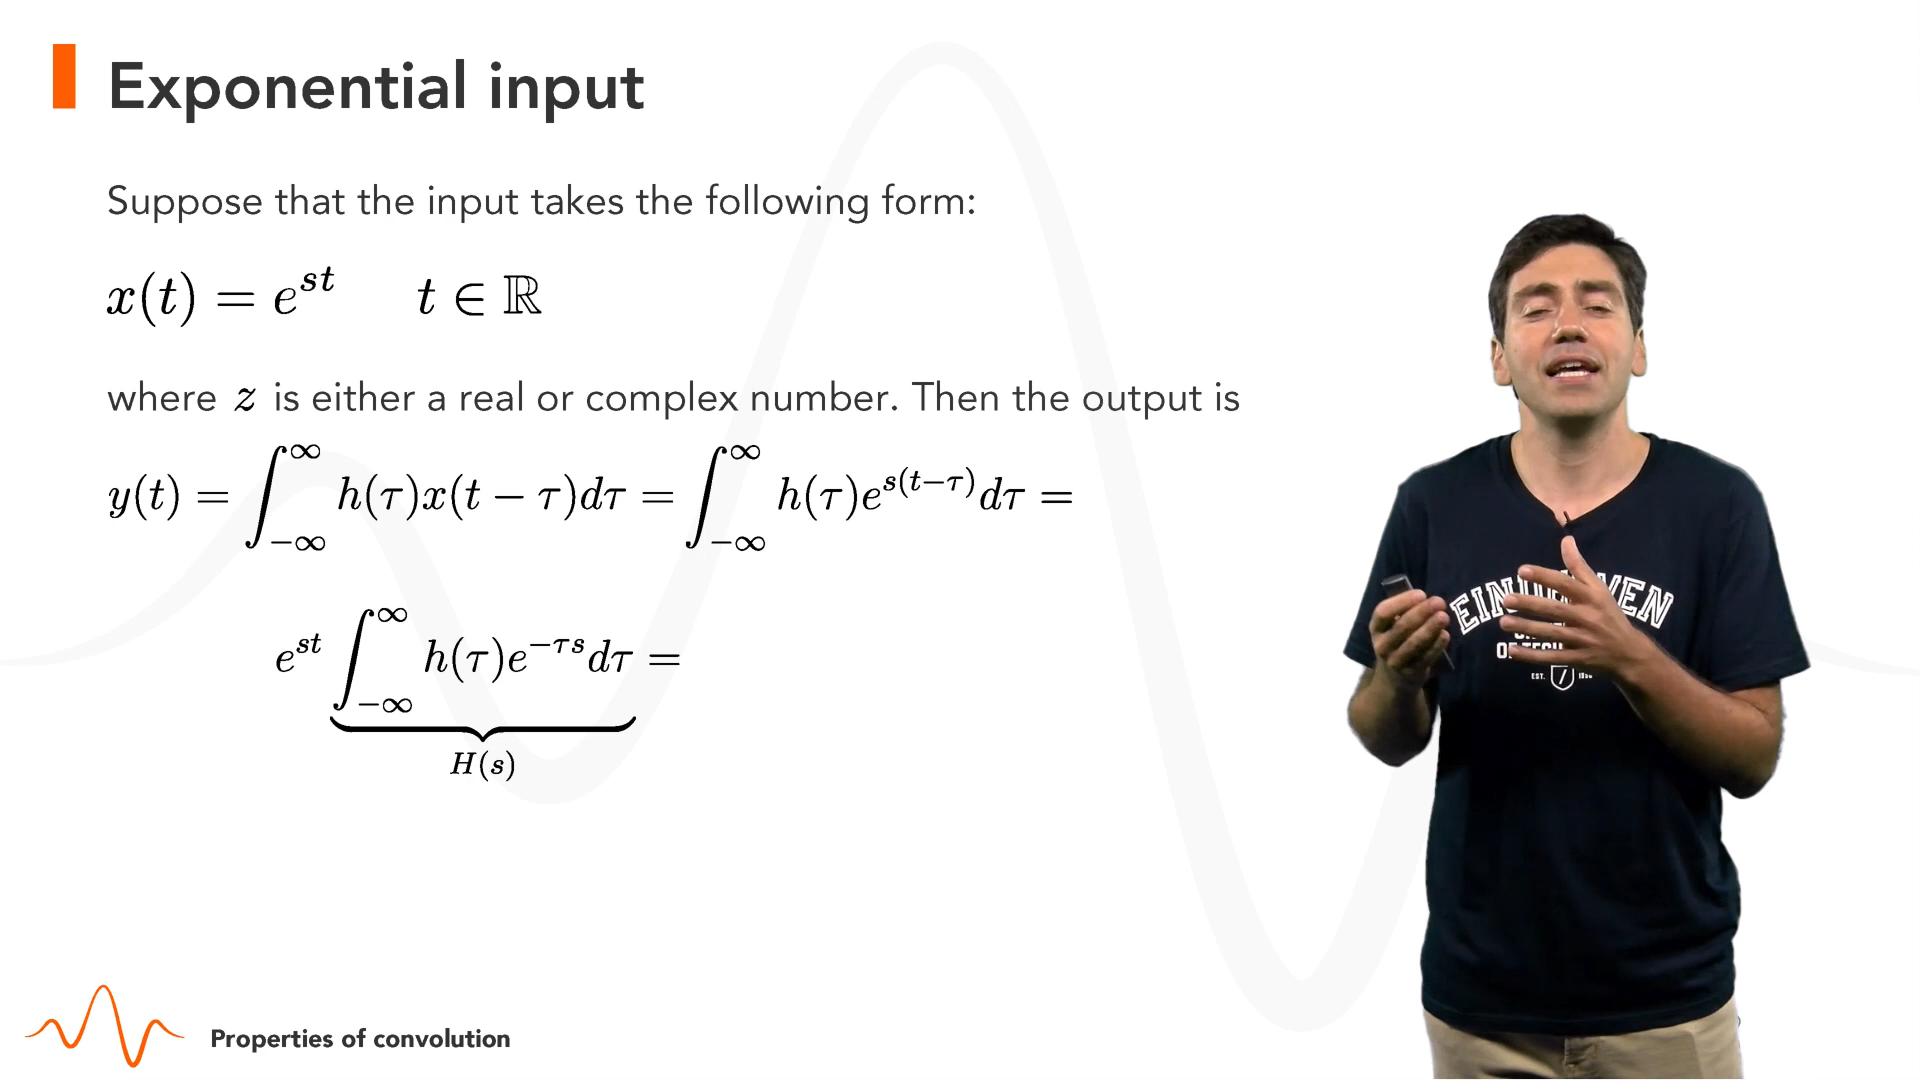 Exponential input
Suppose that the input takes the following form:
x(t) = e^{st} t ∈ ℝ
where z is either a real or complex number. Then the output is
y(t) = ∫_{-∞}^{∞} h(τ)x(t − τ)dτ = ∫_{-∞}^{∞} h(τ)e^{s(t−τ)}dτ =
e^{st} ∫_{-∞}^{∞} h(τ)e^{−τs}dτ =
H(s)
EST.
Properties of convolution